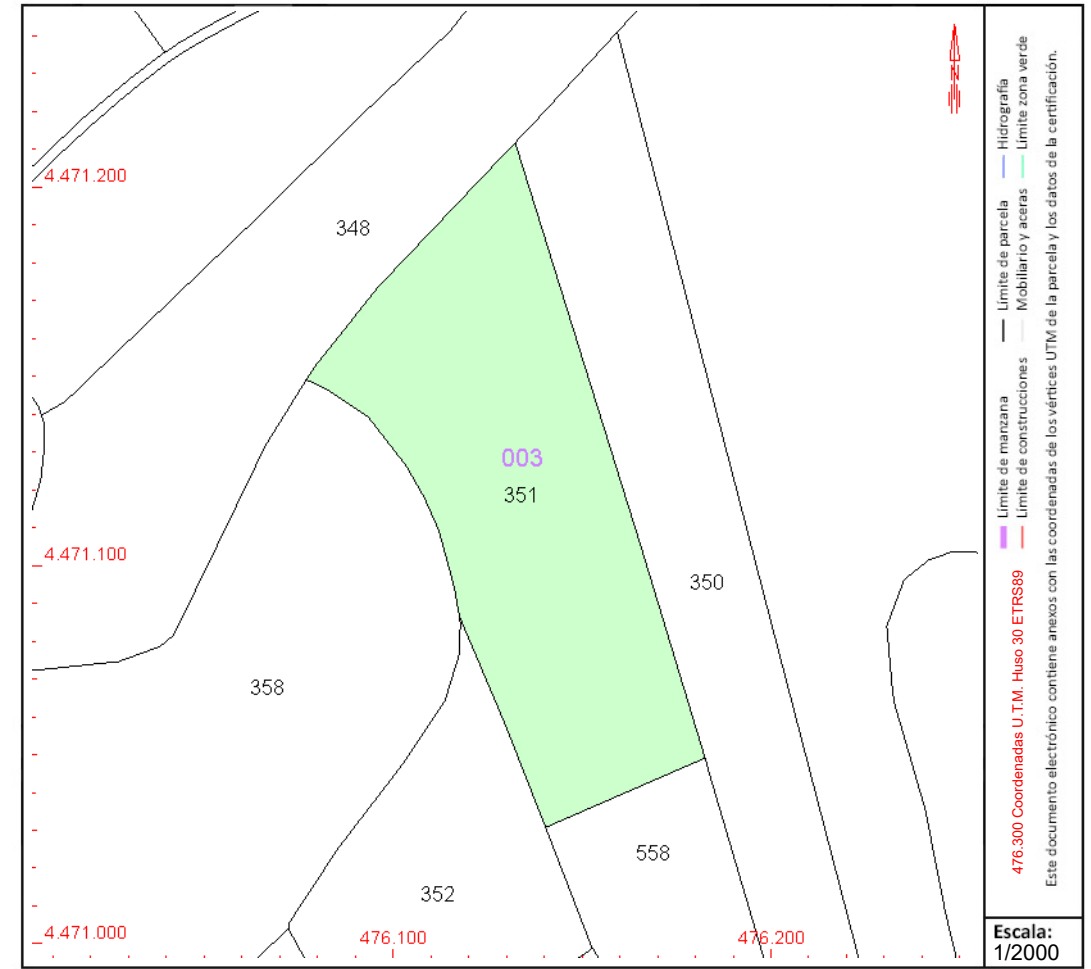 N
4.471.200
348
003
351
4.471.100
350
358
558
352
4.471.000
476.100
476.200
Límite de manzana
Límite de parcela
Hidrografía
Límite de construcciones
Mobiliario y aceras
Límite zona verde
476.300 Coordenadas U.T.M. Huso 30 ETRS89
Este documento electrónico contiene anexos con las coordenadas de los vértices UTM de la parcela y los datos de la certificación.
Escala:
1/2000